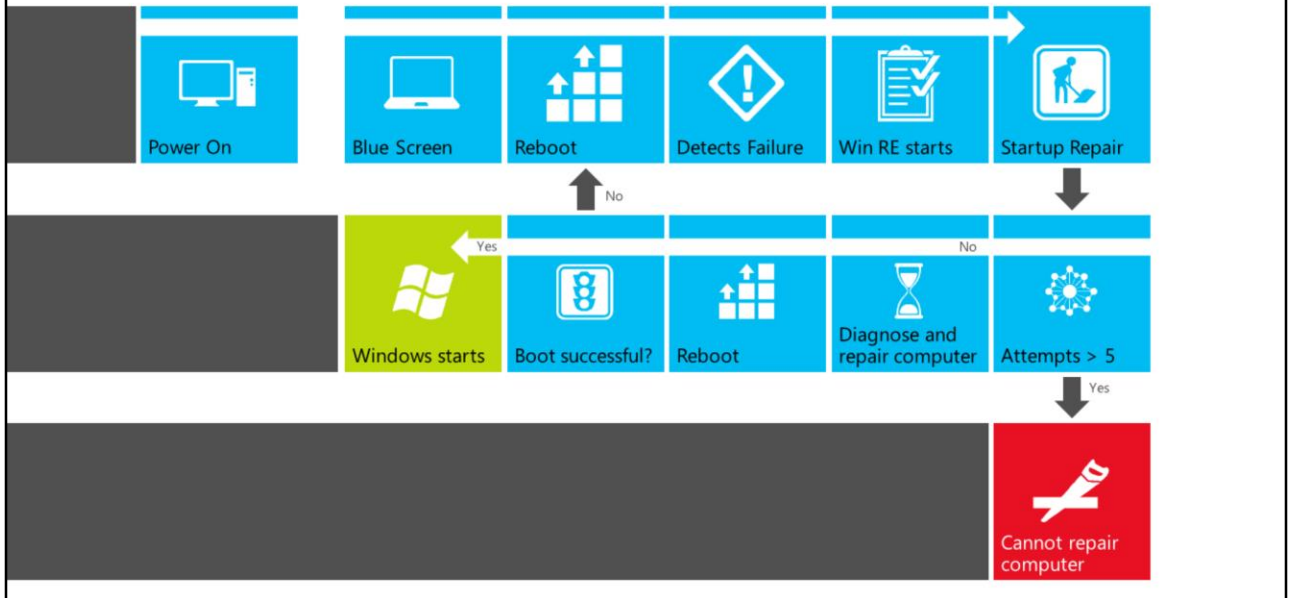 Power On
Blue Screen
Reboot
Detects Failure
Win RE starts
Startup Repair
No
Yes
No
Windows starts
Boot successful?
Reboot
Diagnose and
repair computer
Attempts > 5
Yes
Cannot repair
computer